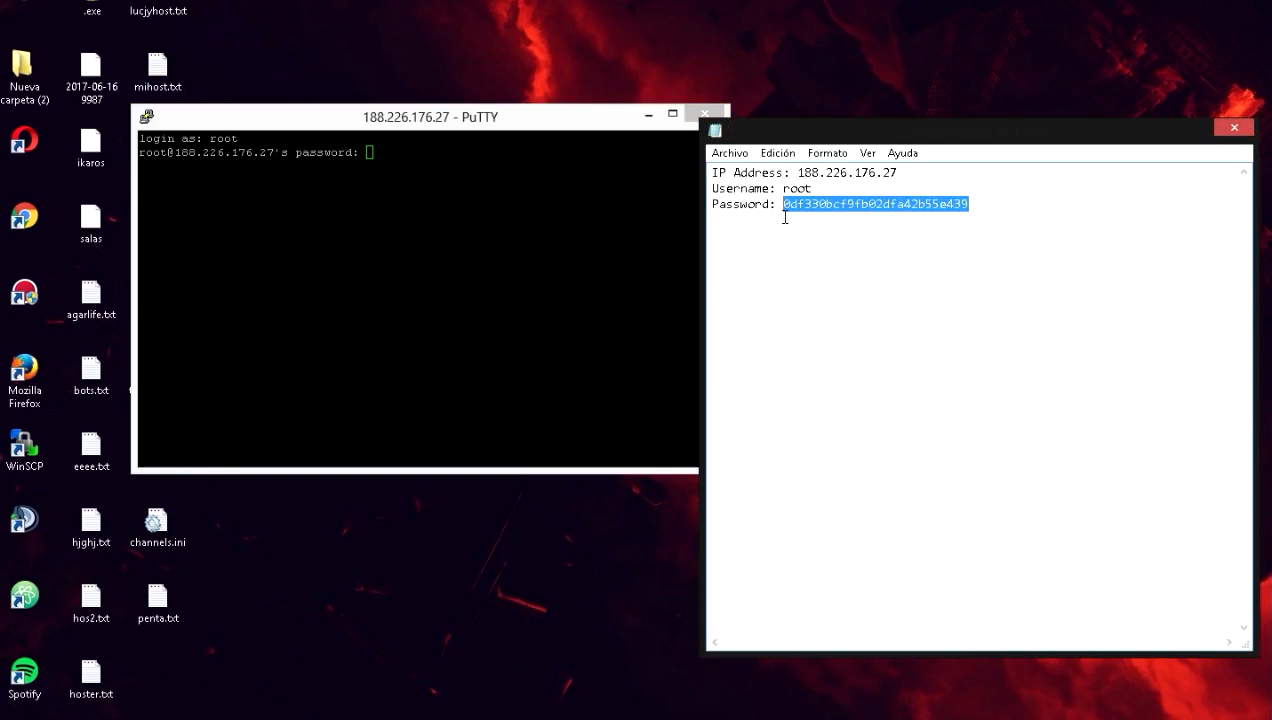 .exe
lucjyhost.txt
Nueva
carpeta (2)
2017-06-16
9987
mihost.txt
ikaros
salas
agarlife.txt
Mozilla
Firefox
bots.txt
WinSCP
eeee.txt
hjghj.txt
channels.ini
hos2.txt
penta.txt
Spotify
hoster.txt
188.226.176.27 - PuTTY
login as: root
root@188.226.176.27's password:
Archivo Edición Formato Ver Ayuda
IP Address: 188.226.176.27
Username: root
Password: 0df330bcf9fb02dfa42b55e439